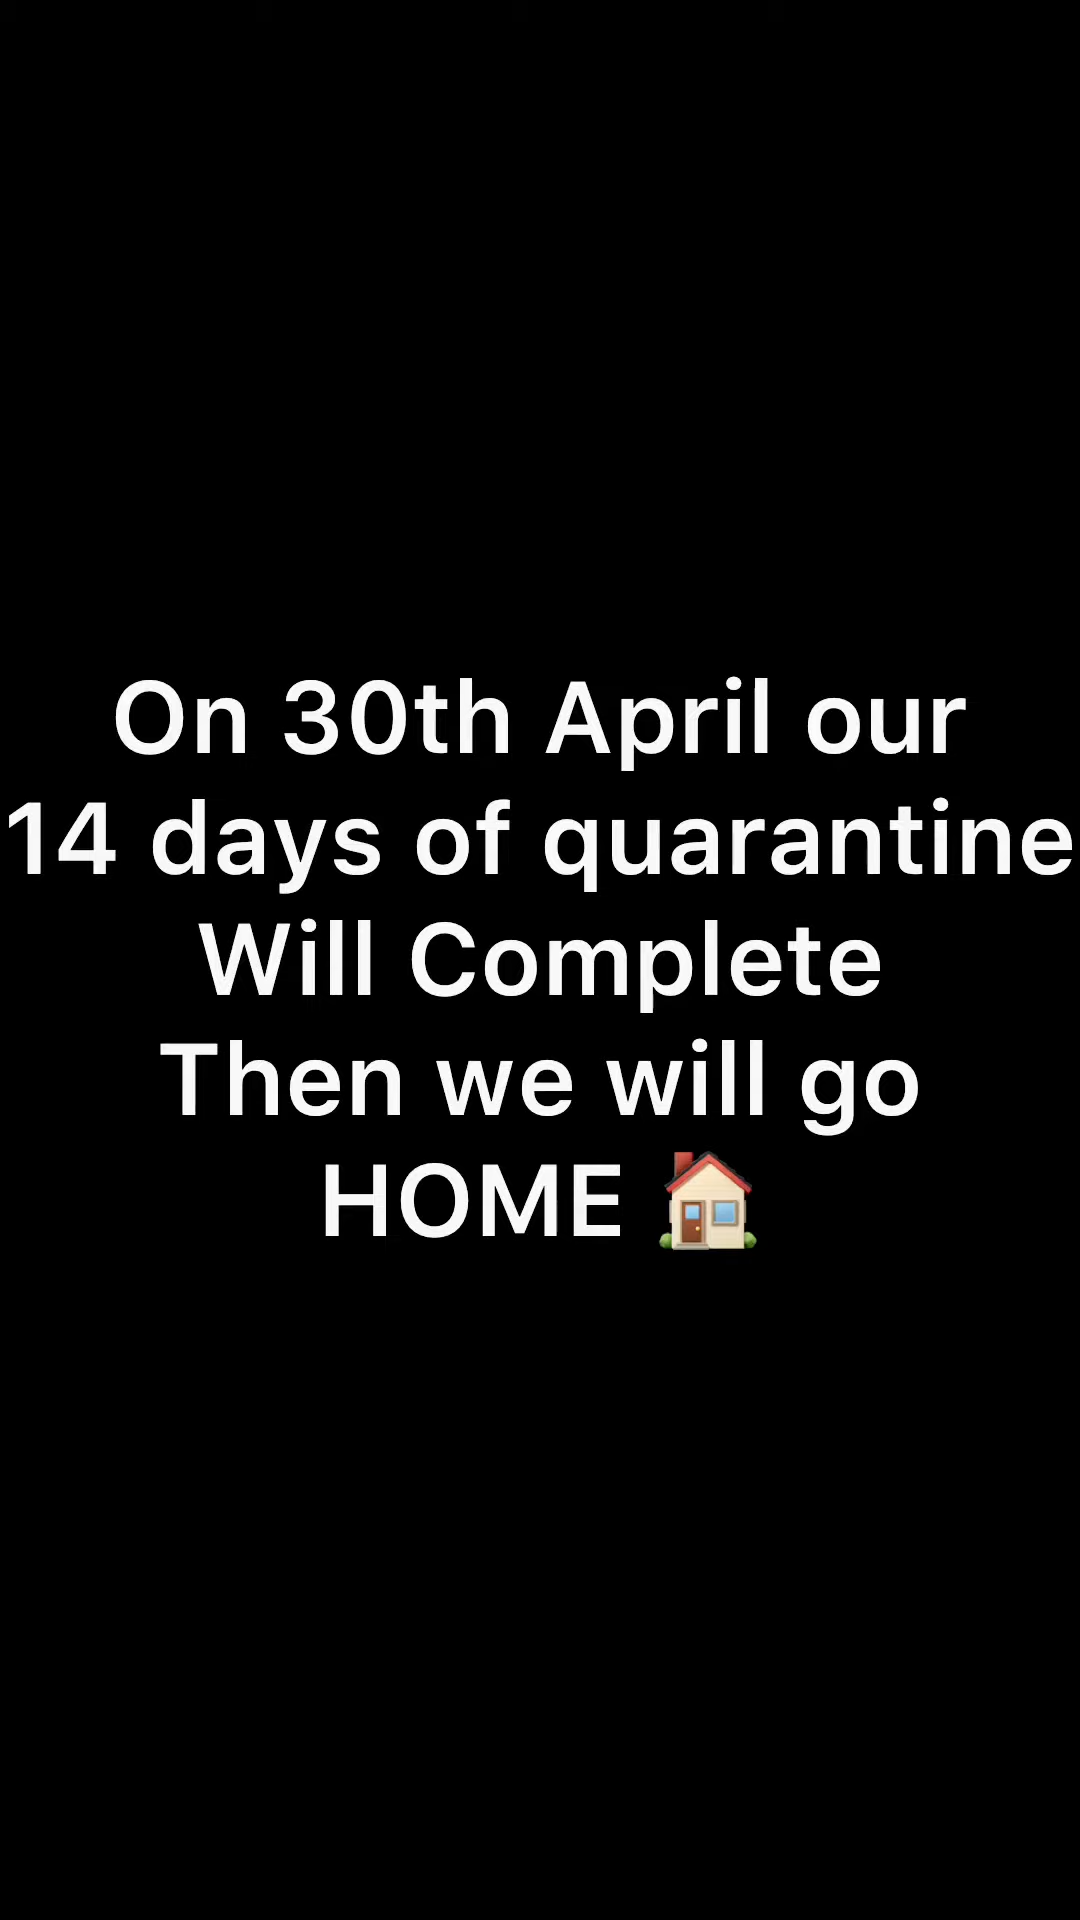 On 30th April our
14 days of quarantine
Will Complete
Then we will go
HOME 🏠